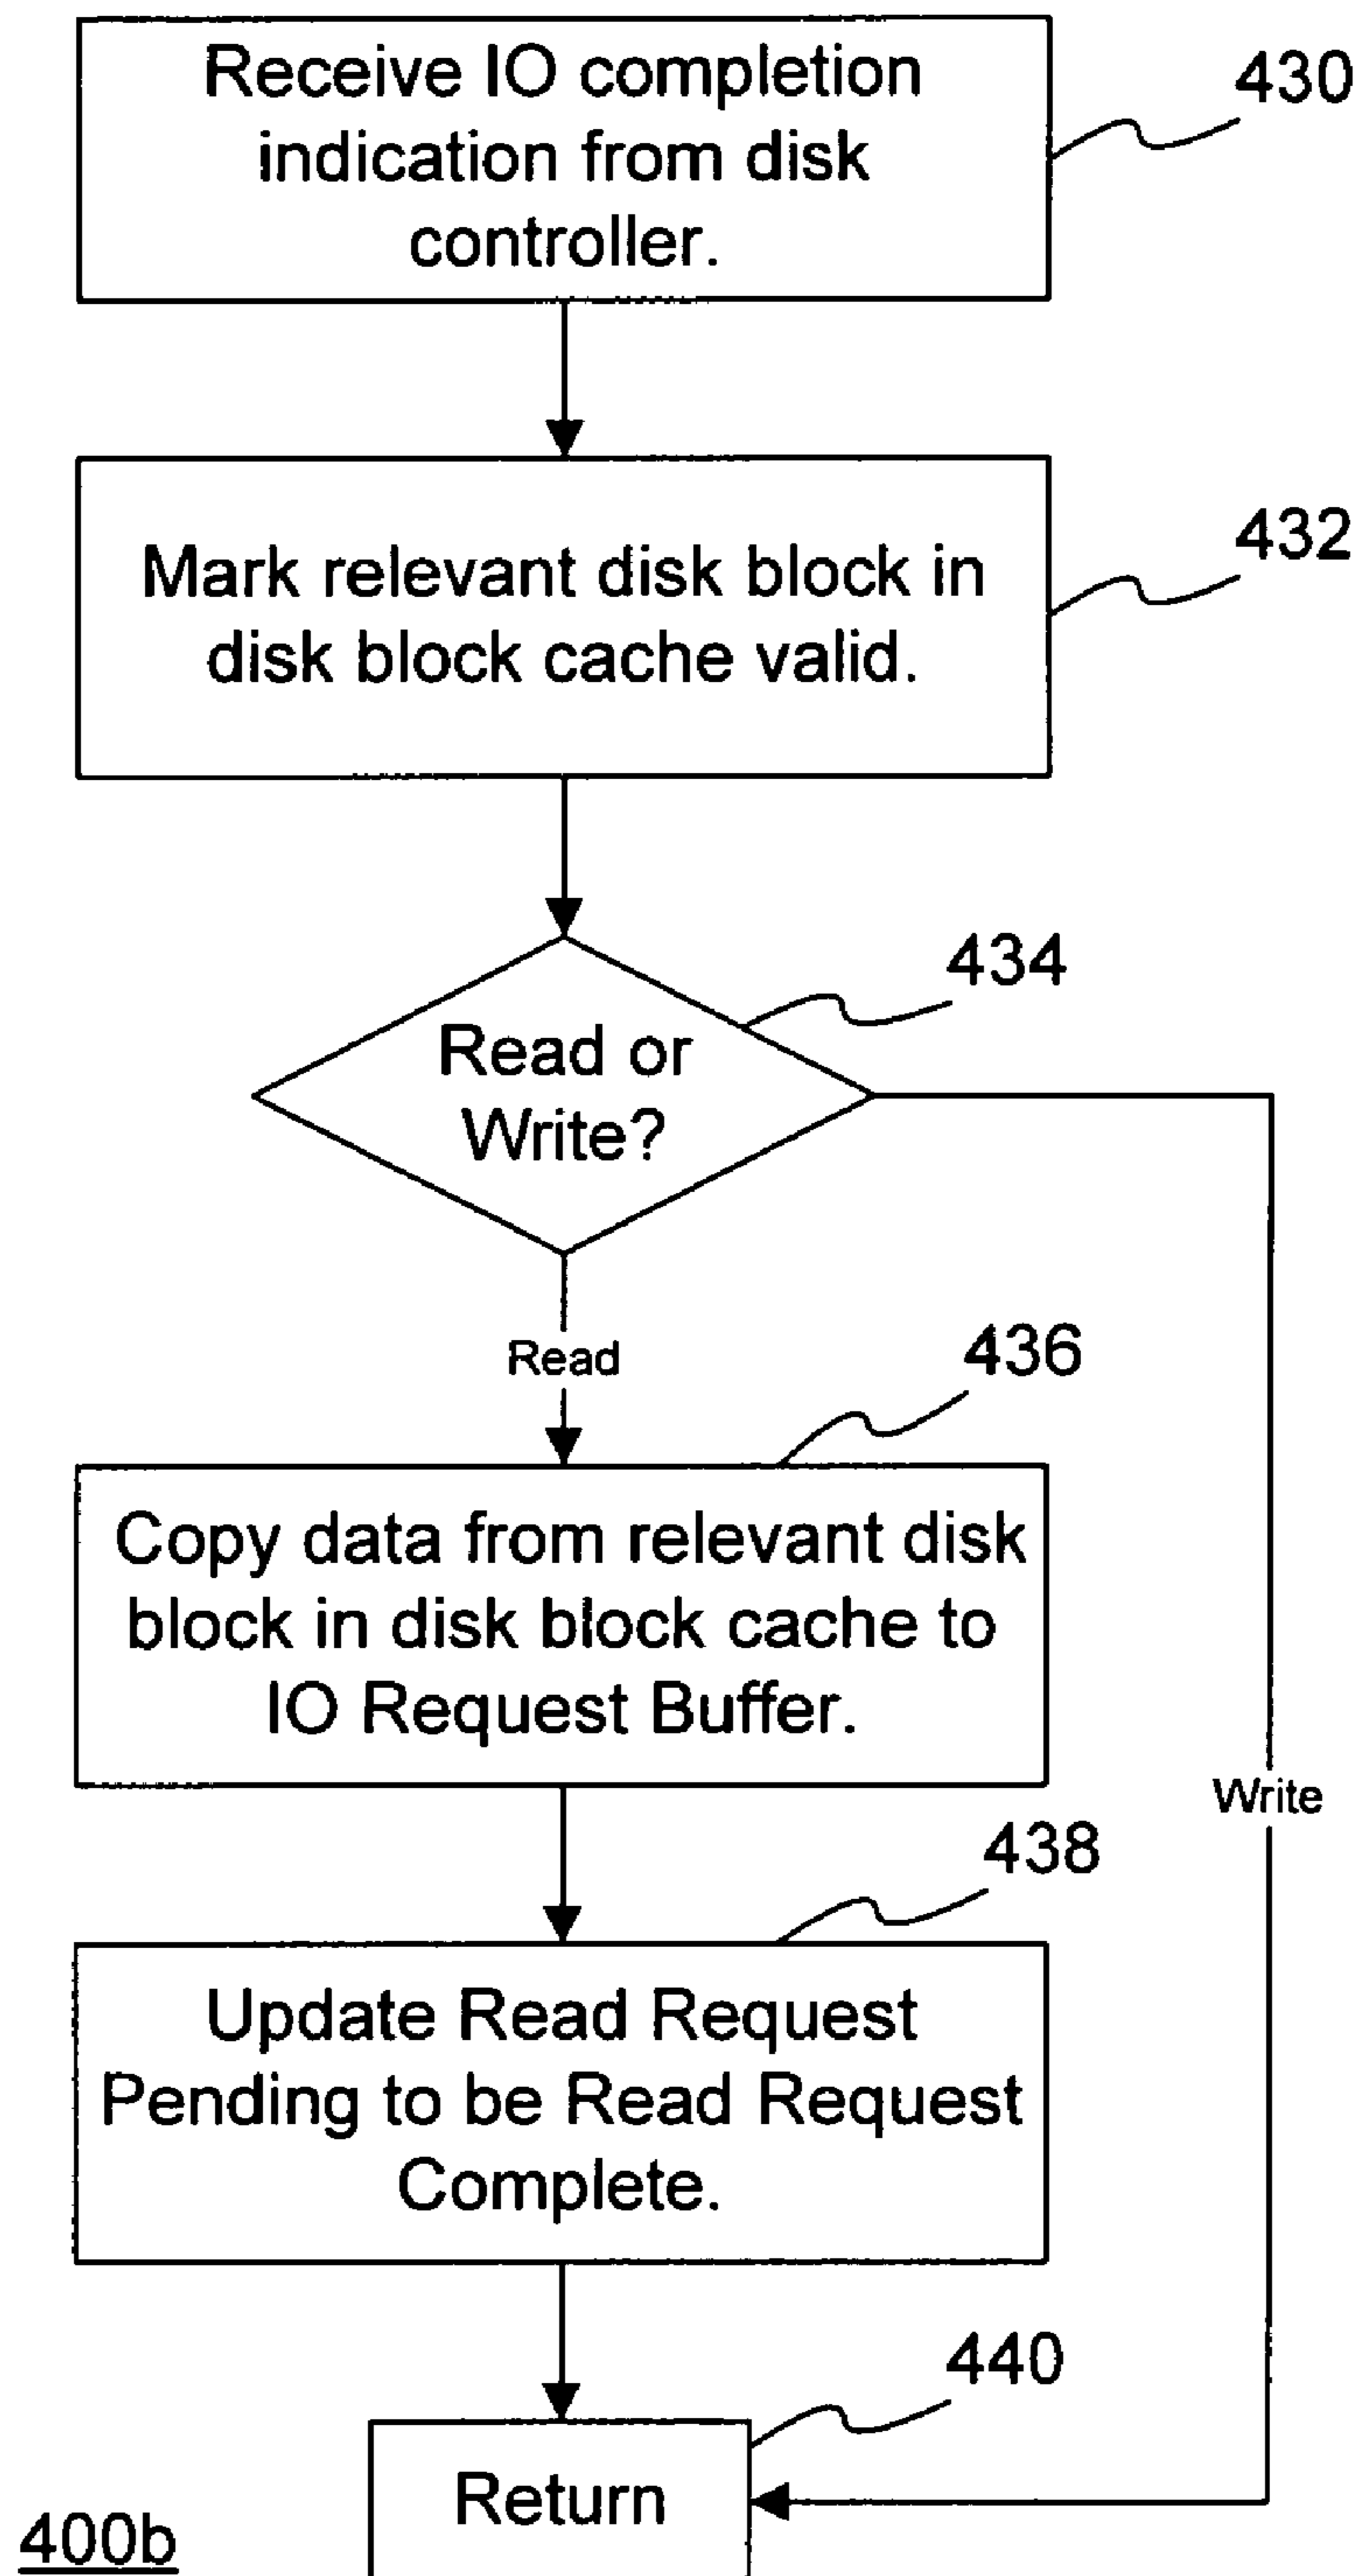 Receive IO completion
indication from disk
controller.
430
Mark relevant disk block in
disk block cache valid.
432
434
Read or
Write?
Read
436
Copy data from relevant disk
block in disk block cache to
IO Request Buffer.
Write
438
Update Read Request
Pending to be Read Request
Complete.
440
Return
400b